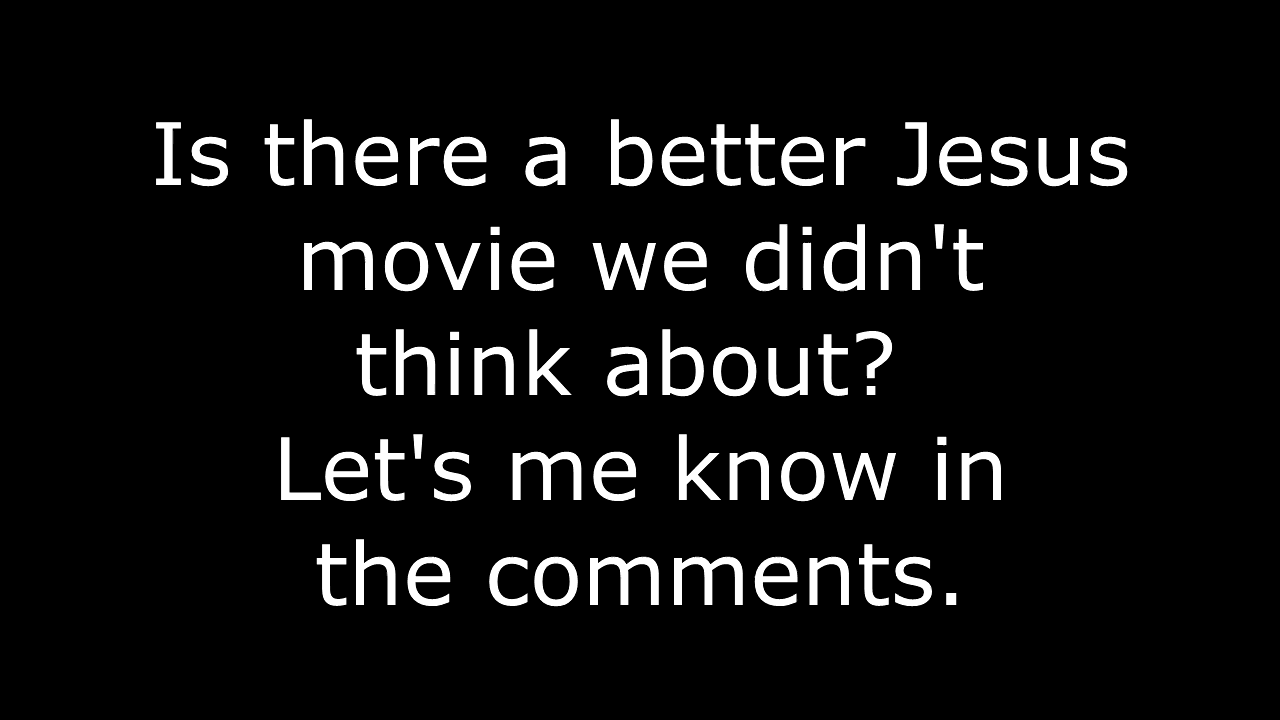 Is there a better Jesus
movie we didn't
think about?
Let's me know in
the comments.